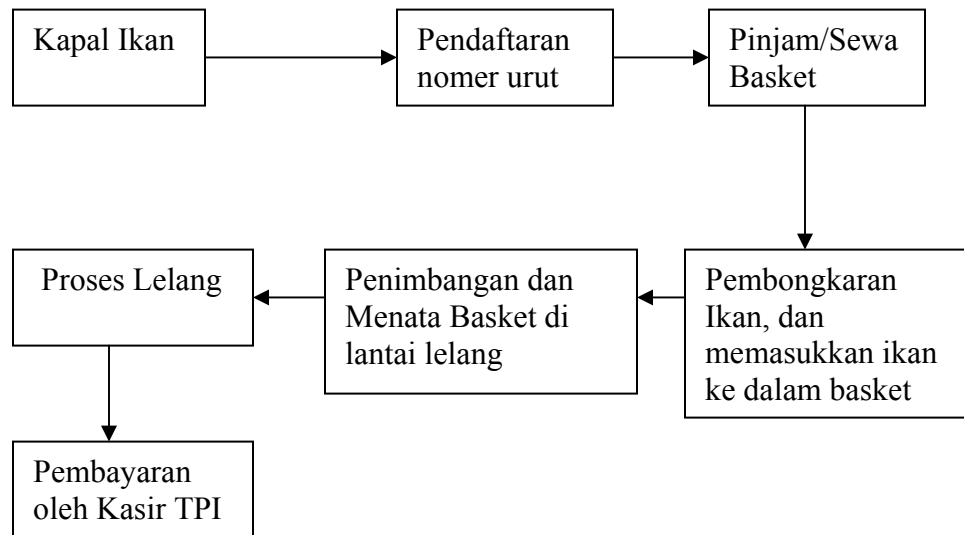 Kapal Ikan
Pendaftaran
nomer urut
Pinjam/Sewa
Basket
Pembongkaran
Ikan, dan
memasukkan ikan
ke dalam basket
Penimbangan dan
Menata Basket di
lantai lelang
Proses Lelang
Pembayaran
oleh Kasir TPI